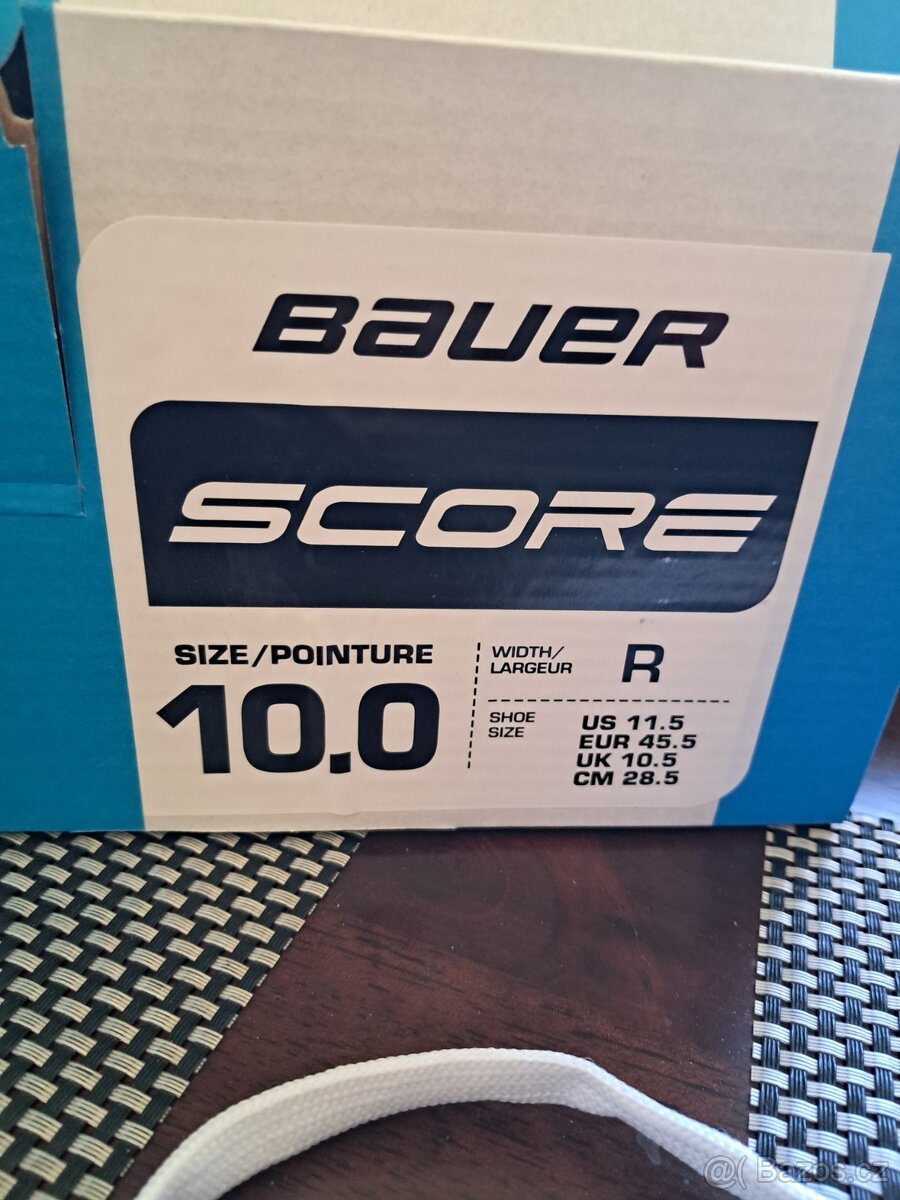 BAUER
SCORE
SIZE/POINTURE
10.0
WIDTH/
LARGEUR
R
SHOE
SIZE
US 11.5
EUR 45.5
UK 10.5
CM 28.5
@( Bazos.cz